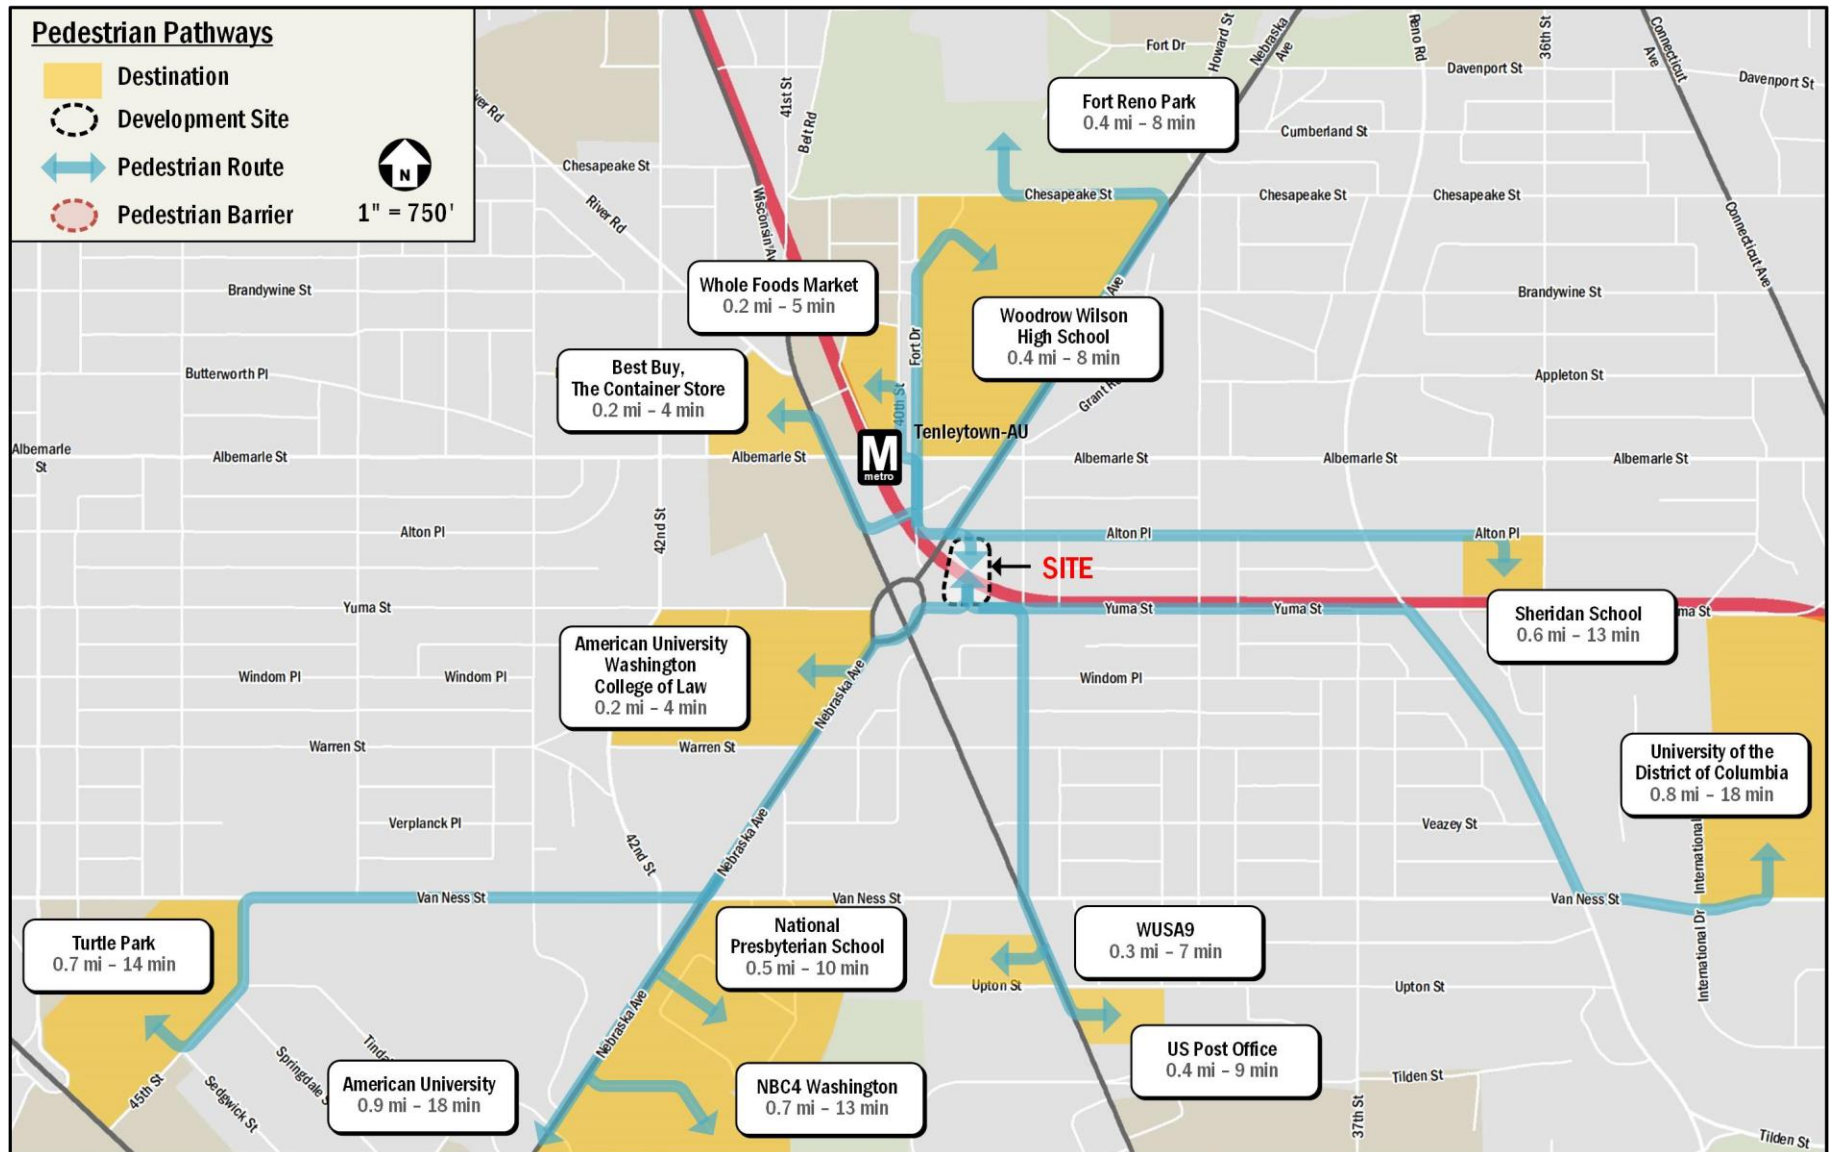 Pedestrian Pathways
Destination
Development Site
Pedestrian Route
Pedestrian Barrier
N
1" = 750'
41st St
Belt Rd
Fort Dr
Howard St
Nebraska
Ave
Reno Rd
Davenport St
36th St
Connecticut
Ave
Davenport St
Fort Reno Park
0.4 mi – 8 min
Cumberland St
River Rd
Chesapeake St
Chesapeake St
Chesapeake St
Chesapeake St
Connecticut Ave
Whole Foods Market
0.2 mi – 5 min
Brandywine St
Brandywine St
Ave
Woodrow Wilson
High School
0.4 mi – 8 min
Fort Dr
Best Buy,
The Container Store
0.2 mi – 4 min
Butterworth Pl
Appleton St
40th St
M
metro
Tenleytown-AU
Albemarle
St
Albemarle St
Albemarle St
Albemarle St
Albemarle St
Albemarle St
42nd St
Alton Pl
Alton Pl
Alton Pl
SITE
Yuma St
Yuma St
Yuma St
Sheridan School
0.6 mi – 13 min
American University
Washington
College of Law
0.2 mi – 4 min
Windom Pl
Windom Pl
Windom Pl
Nebraska Ave
Warren St
Warren St
University of the
District of Columbia
0.8 mi – 18 min
Verplanck Pl
Veazey St
42nd St
Nebraska Ave
International
Van Ness St
Van Ness St
Van Ness St
Turtle Park
0.7 mi – 14 min
National
Presbyterian School
0.5 mi – 10 min
WUSA9
0.3 mi – 7 min
International Dr
Upton St
Upton St
Nebraska Ave
US Post Office
0.4 mi – 9 min
45th St
Sedgwick St
Springdale
American University
0.9 mi – 18 min
NBC4 Washington
0.7 mi – 13 min
Tilden St
37th St
Tilden St